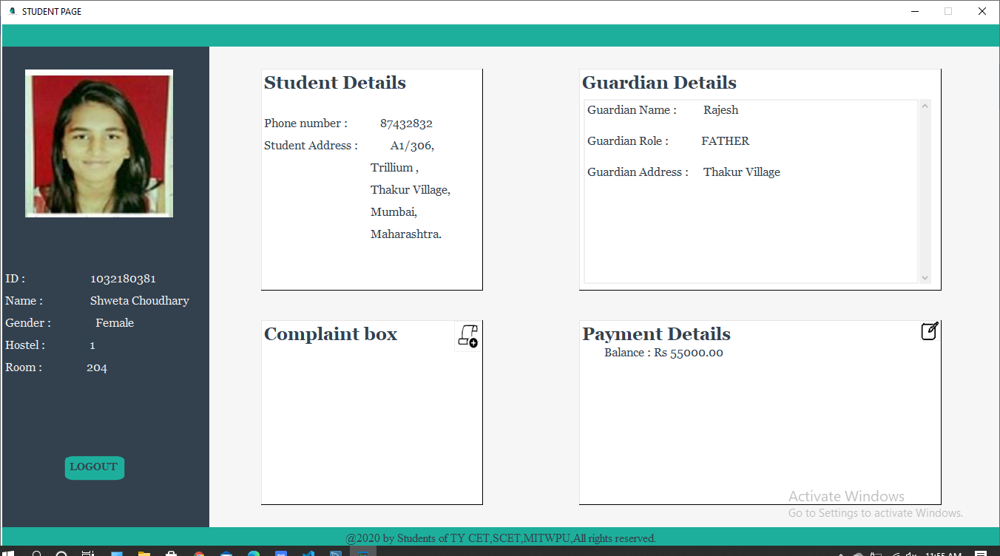 STUDENT PAGE
ID : 1032180381
Name : Shweta Choudhary
Gender : Female
Hostel : 1
Room : 204
LOGOUT
Student Details
Phone number : 87432832
Student Address : A1/306,
Trillium ,
Thakur Village,
Mumbai,
Maharashtra.
Guardian Details
Guardian Name : Rajesh
Guardian Role : FATHER
Guardian Address : Thakur Village
Complaint box
Payment Details
Balance : Rs 55000.00
Activate Windows
Go to Settings to activate Windows.
@2020 by Students of TY CET,SCET,MITWPU,All rights reserved.
11:55 AM